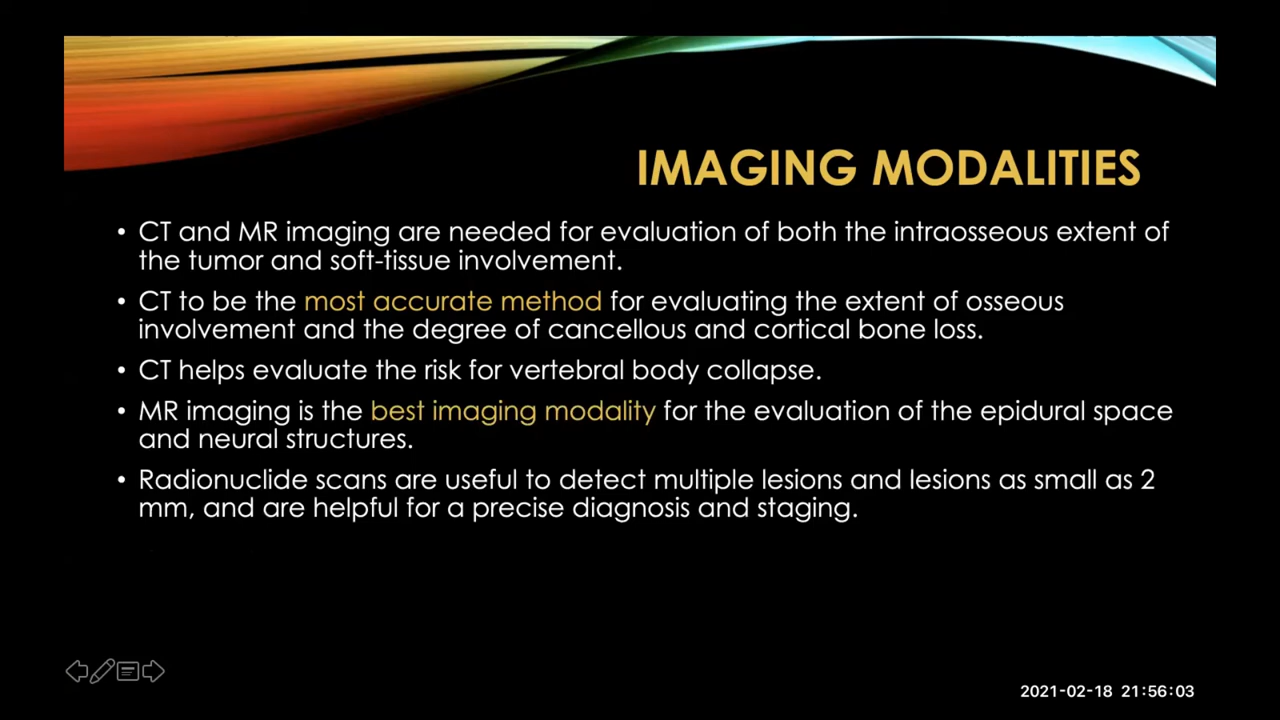 IMAGING MODALITIES
• CT and MR imaging are needed for evaluation of both the intraosseous extent of
the tumor and soft-tissue involvement.
• CT to be the most accurate method for evaluating the extent of osseous
involvement and the degree of cancellous and cortical bone loss.
• CT helps evaluate the risk for vertebral body collapse.
• MR imaging is the best imaging modality for the evaluation of the epidural space
and neural structures.
• Radionuclide scans are useful to detect multiple lesions and lesions as small as 2
mm, and are helpful for a precise diagnosis and staging.
2021-02-18 21:56:03